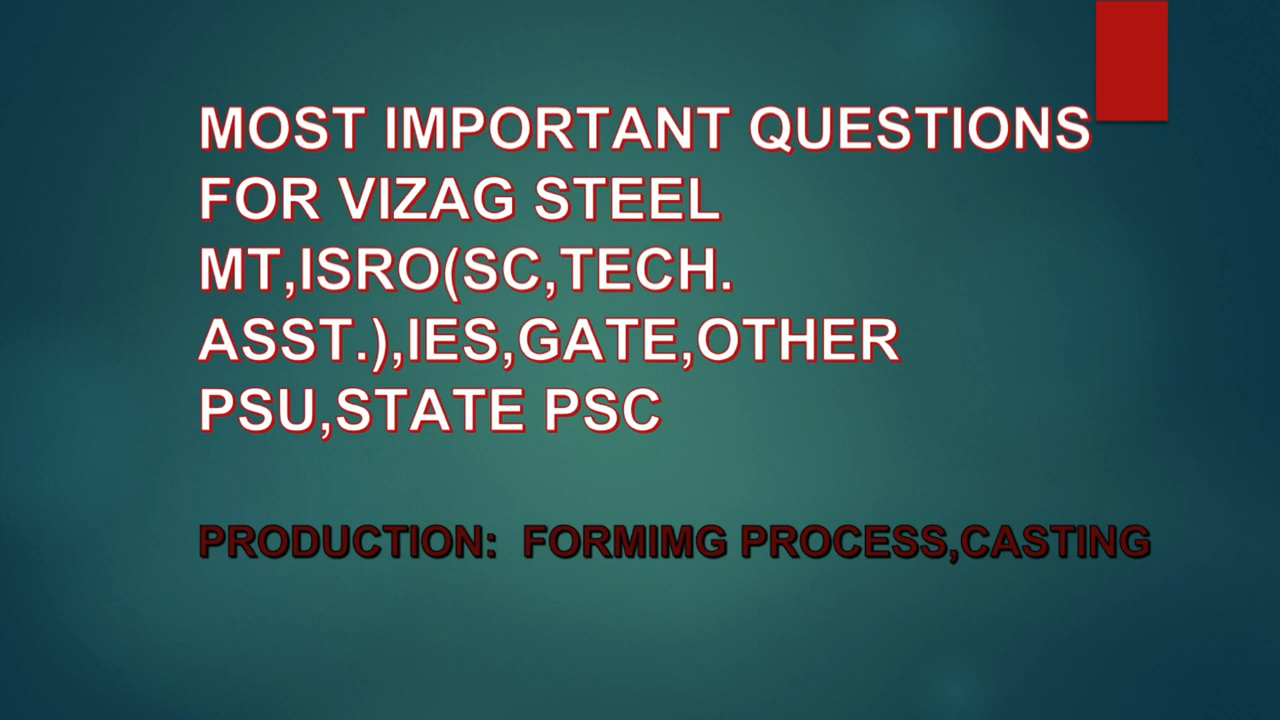 MOST IMPORTANT QUESTIONS
FOR VIZAG STEEL
MT,ISRO(SC,TECH.
ASST.),IES,GATE,OTHER
PSU,STATE PSC
PRODUCTION: FORMIMG PROCESS,CASTING